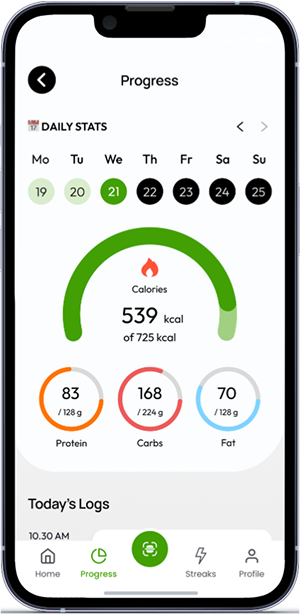 Progress
DAILY STATS
Mo Tu We Th Fr Sa Su
19 20 21 22 23 24 25
Calories
539 kcal
of 725 kcal
83 168 70
/ 128 g / 224 g / 128 g
Protein Carbs Fat
Today's Logs
10.30 AM
Home Progress Streaks Profile